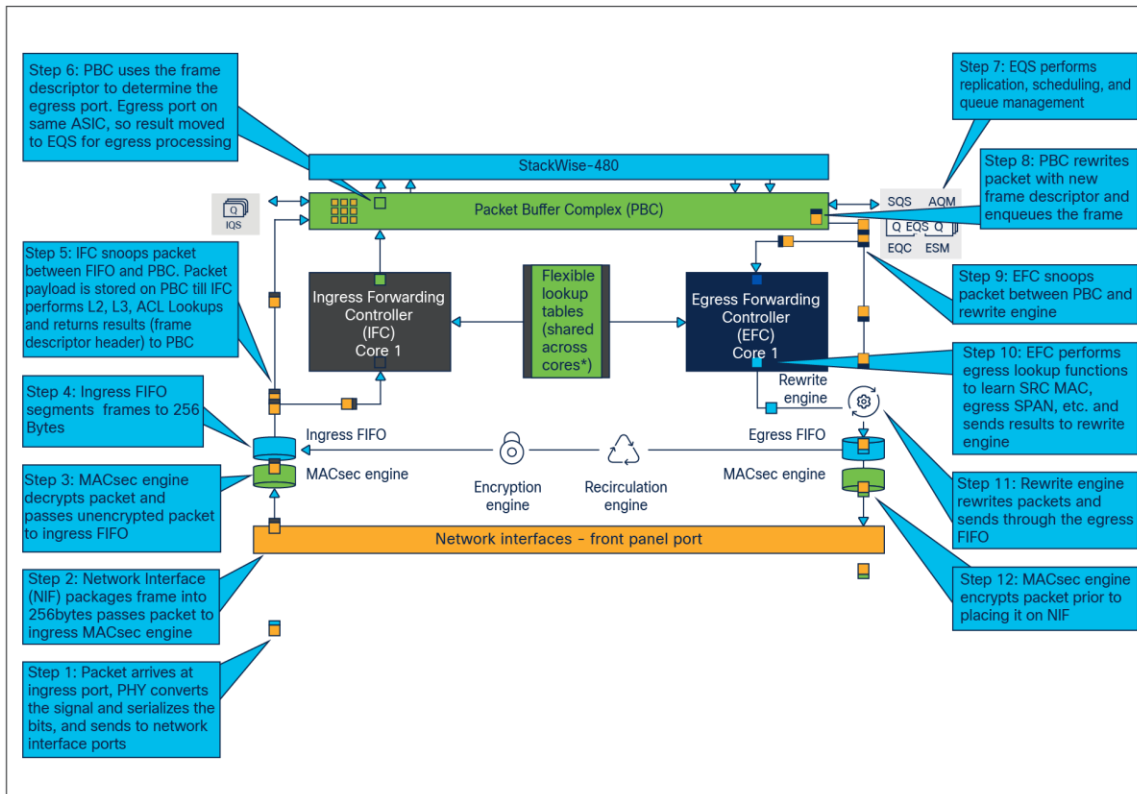 Step 6: PBC uses the frame
descriptor to determine the
egress port. Egress port on
same ASIC, so result moved
to EQS for egress processing
Step 7: EQS performs
replication, scheduling, and
queue management
StackWise-480
Step 8: PBC rewrites
packet with new
frame descriptor and
enqueues the frame
Packet Buffer Complex (PBC)
Q
IQS
SQS AQM
Q EQS Q
EQC ESM
Step 5: IFC snoops packet
between FIFO and PBC. Packet
payload is stored on PBC till IFC
performs L2, L3, ACL Lookups
and returns results (frame
descriptor header) to PBC
Ingress Forwarding
Controller
(IFC)
Core 1
Flexible
lookup
tables
(shared
across
cores*)
Egress Forwarding
Controller
(EFC)
Core 1
Step 9: EFC snoops
packet between PBC and
rewrite engine
Step 10: EFC performs
egress lookup functions
to learn SRC MAC,
egress SPAN, etc. and
sends results to rewrite
engine
Rewrite
engine
Step 4: Ingress FIFO
segments frames to 256
Bytes
Ingress FIFO
Egress FIFO
MACsec engine
MACsec engine
Encryption
engine
Recirculation
engine
Step 3: MACsec engine
decrypts packet and
passes unencrypted packet
to ingress FIFO
Step 11: Rewrite engine
rewrites packets and
sends through the egress
FIFO
Network interfaces - front panel port
Step 2: Network Interface
(NIF) packages frame into
256bytes passes packet to
ingress MACsec engine
Step 12: MACsec engine
encrypts packet prior to
placing it on NIF
Step 1: Packet arrives at
ingress port, PHY converts
the signal and serializes the
bits, and sends to network
interface ports